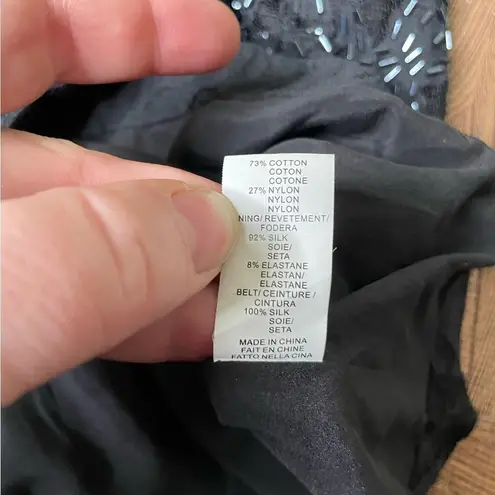 73% COTTON
COTON
COTONE
27% NYLON
NYLON
NYLON
NING/ REVETEMENT/
FODERA
92% SILK
SOIE/
SETA
8% ELASTANE
ELASTAN/
ELASTANE
BELT/ CEINTURE /
CINTURA
100% SILK
SOIE/
SETA
MADE IN CHINA
FAIT EN CHINE
FATTO NELLA CINA